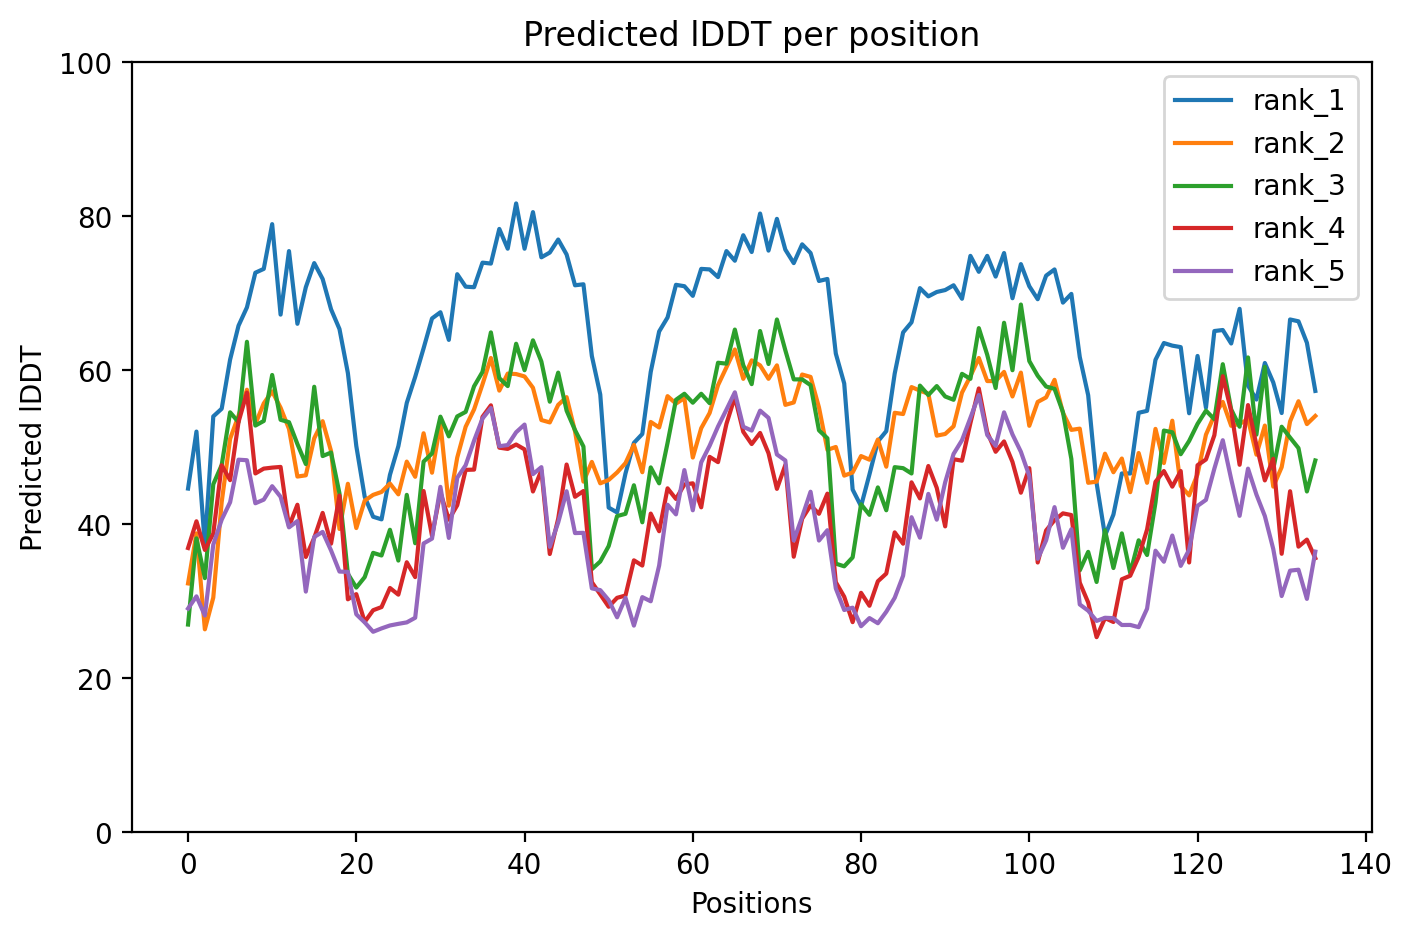 Predicted lDDT per position
100
80
60
40
20
0
Predicted lDDT
0 20 40 60 80 100 120 140
Positions
rank_1
rank_2
rank_3
rank_4
rank_5